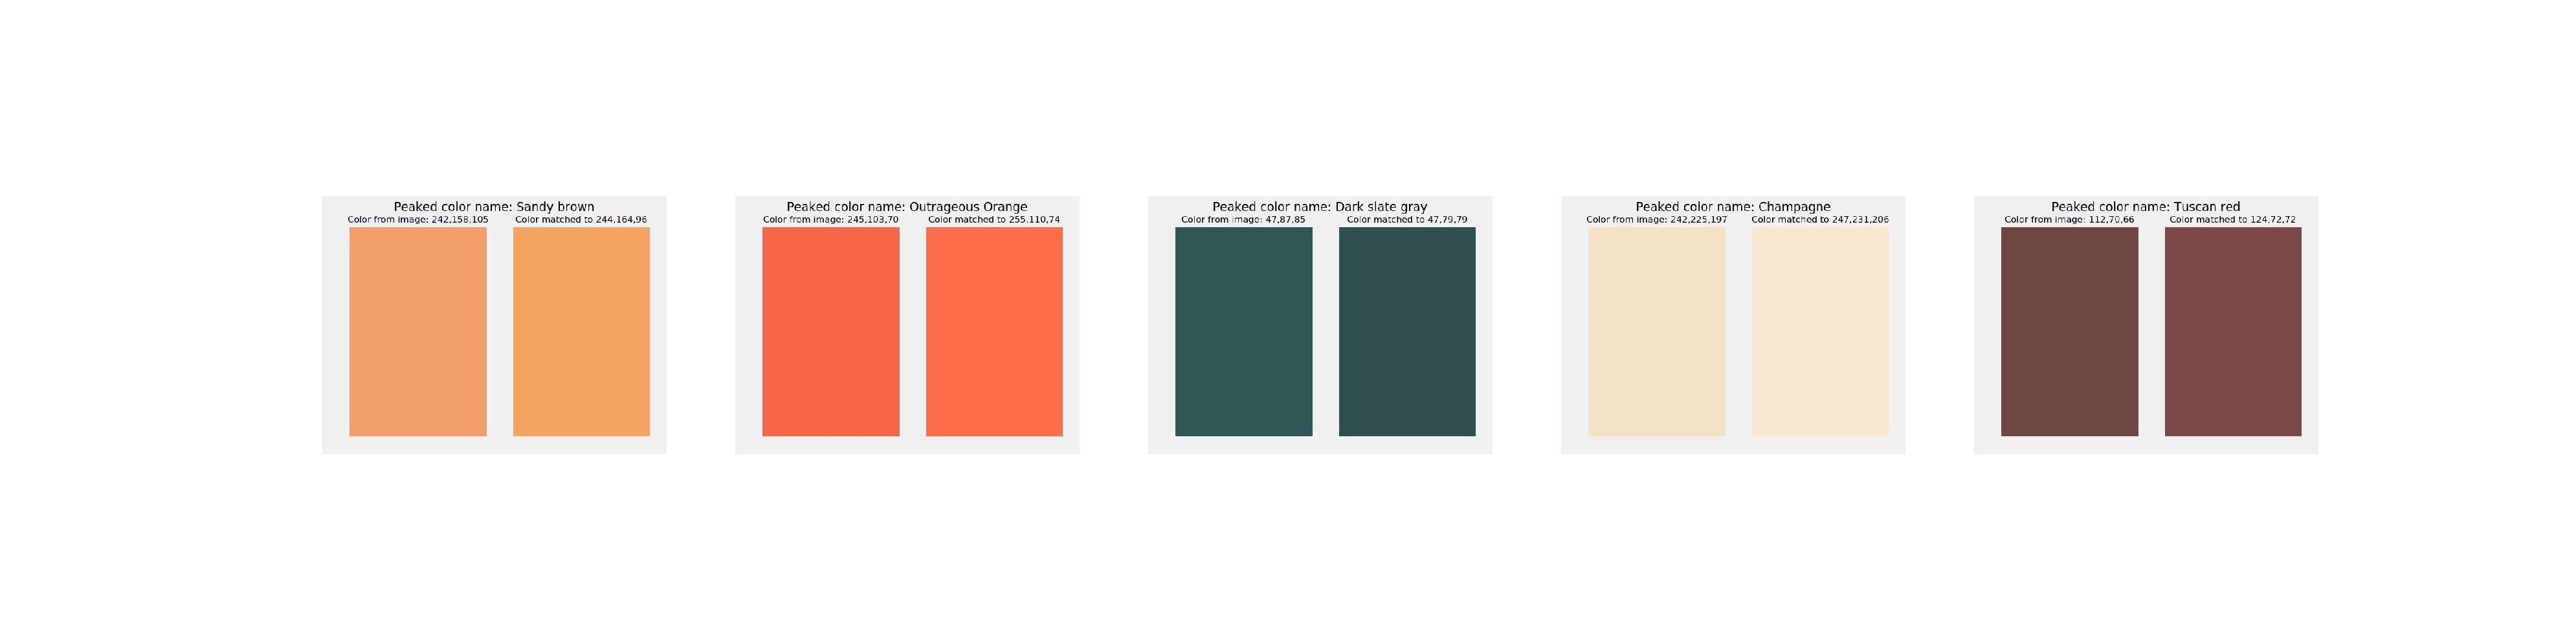 Peaked color name: Sandy brown
Color from image: 242,158,105
Color matched to 244,164,96
Peaked color name: Outrageous Orange
Color from image: 245,103,70
Color matched to 255,110,74
Peaked color name: Dark slate gray
Color from image: 47,87,85
Color matched to 47,79,79
Peaked color name: Champagne
Color from image: 242,225,197
Color matched to 247,231,206
Peaked color name: Tuscan red
Color from image: 112,70,66
Color matched to 124,72,72